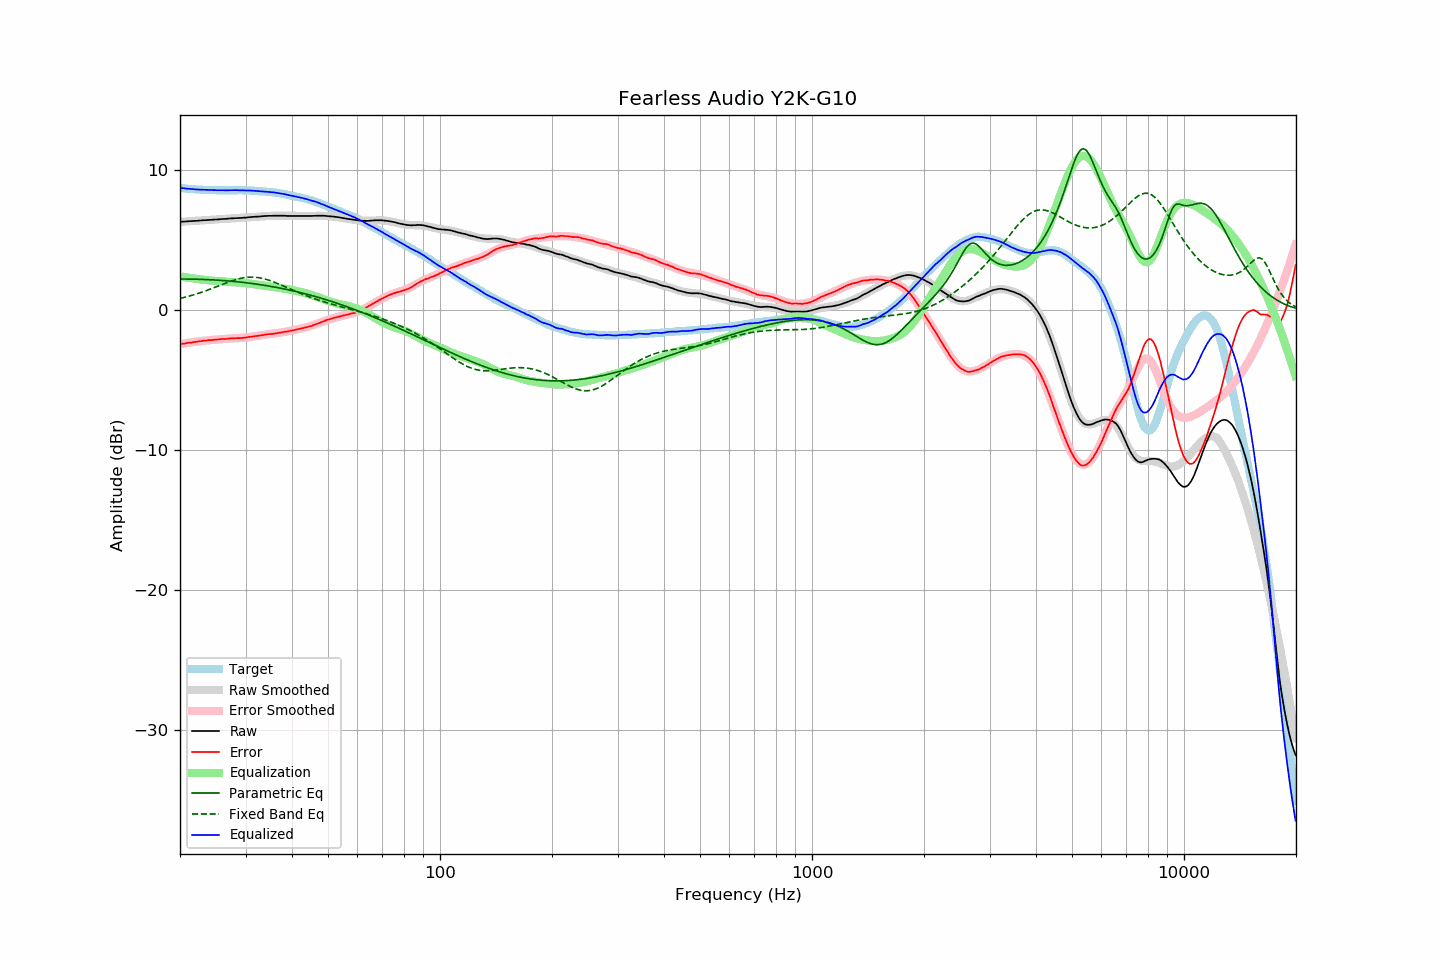 Fearless Audio Y2K-G10
10
0
−10
−20
−30
Amplitude (dBr)
Target
Raw Smoothed
Error Smoothed
Raw
Error
Equalization
Parametric Eq
Fixed Band Eq
Equalized
100
1000
10000
Frequency (Hz)